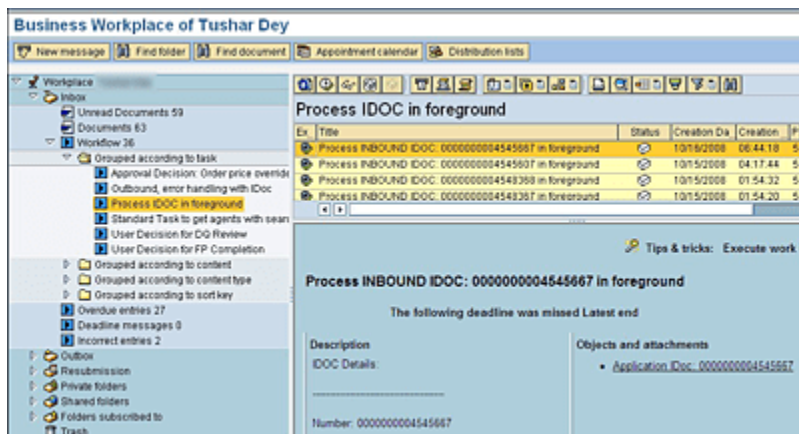 Business Workplace of Tushar Dey
New message Find folder Find document Appointment calendar Distribution lists
Workplace
Inbox
Unread Documents 59
Documents 63
Workflow 36
Grouped according to task
Approval Decision: Order price override
Outbound, error handling with IDoc
Process IDOC in foreground
Standard Task to get agents with sear
User Decision for DQ Review
User Decision for FP Completion
Grouped according to content
Grouped according to content type
Grouped according to sort key
Overdue entries 27
Deadline messages 0
Incorrect entries 2
Outbox
Resubmission
Private folders
Shared folders
Folders subscribed to
Trash
Process IDOC in foreground
Ex. Title Status Creation Da Creation P
Process INBOUND IDOC: 0000000004545667 in foreground 10/16/2008 06:44:18 5
Process INBOUND IDOC: 0000000004545607 in foreground 10/15/2008 04:17:44 5
Process INBOUND IDOC: 0000000004548368 in foreground 10/15/2008 01:54:32 5
Process INBOUND IDOC: 0000000004548367 in foreground 10/15/2008 01:54:20 5
Tips & tricks: Execute work
Process INBOUND IDOC: 0000000004545667 in foreground
The following deadline was missed Latest end
Description
IDOC Details:
------------------------------
Number: 0000000004545667
Objects and attachments
• Application IDoc: 0000000004545667